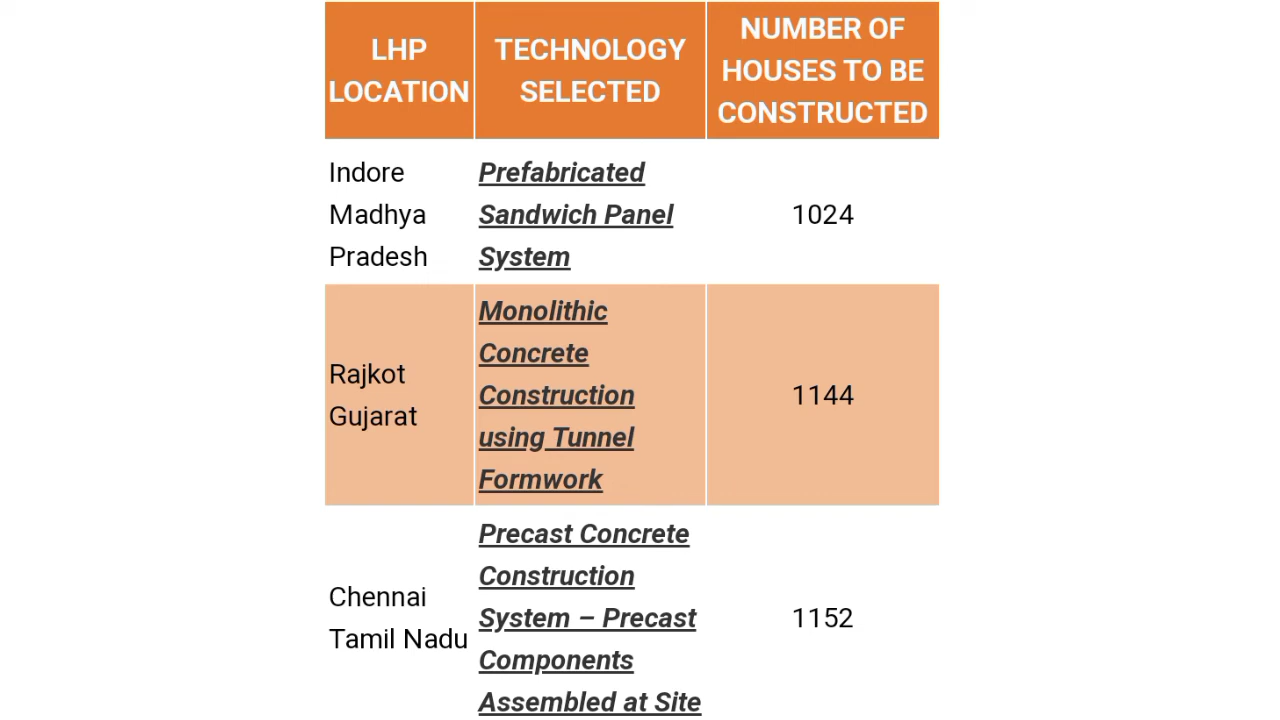 LHP
LOCATION
TECHNOLOGY
SELECTED
NUMBER OF
HOUSES TO BE
CONSTRUCTED
Indore
Madhya
Pradesh
Prefabricated
Sandwich Panel
System
1024
Rajkot
Gujarat
Monolithic
Concrete
Construction
using Tunnel
Formwork
1144
Chennai
Tamil Nadu
Precast Concrete
Construction
System – Precast
Components
Assembled at Site
1152